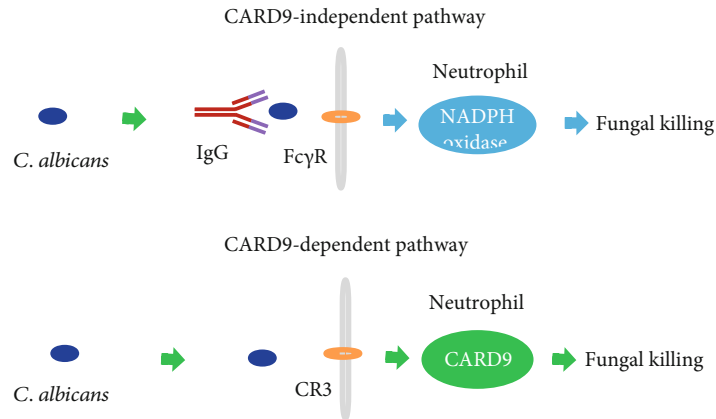 CARD9-independent pathway
Neutrophil
NADPH
oxidase
Fungal killing
C. albicans
IgG
FcγR
CARD9-dependent pathway
Neutrophil
CARD9
Fungal killing
C. albicans
CR3